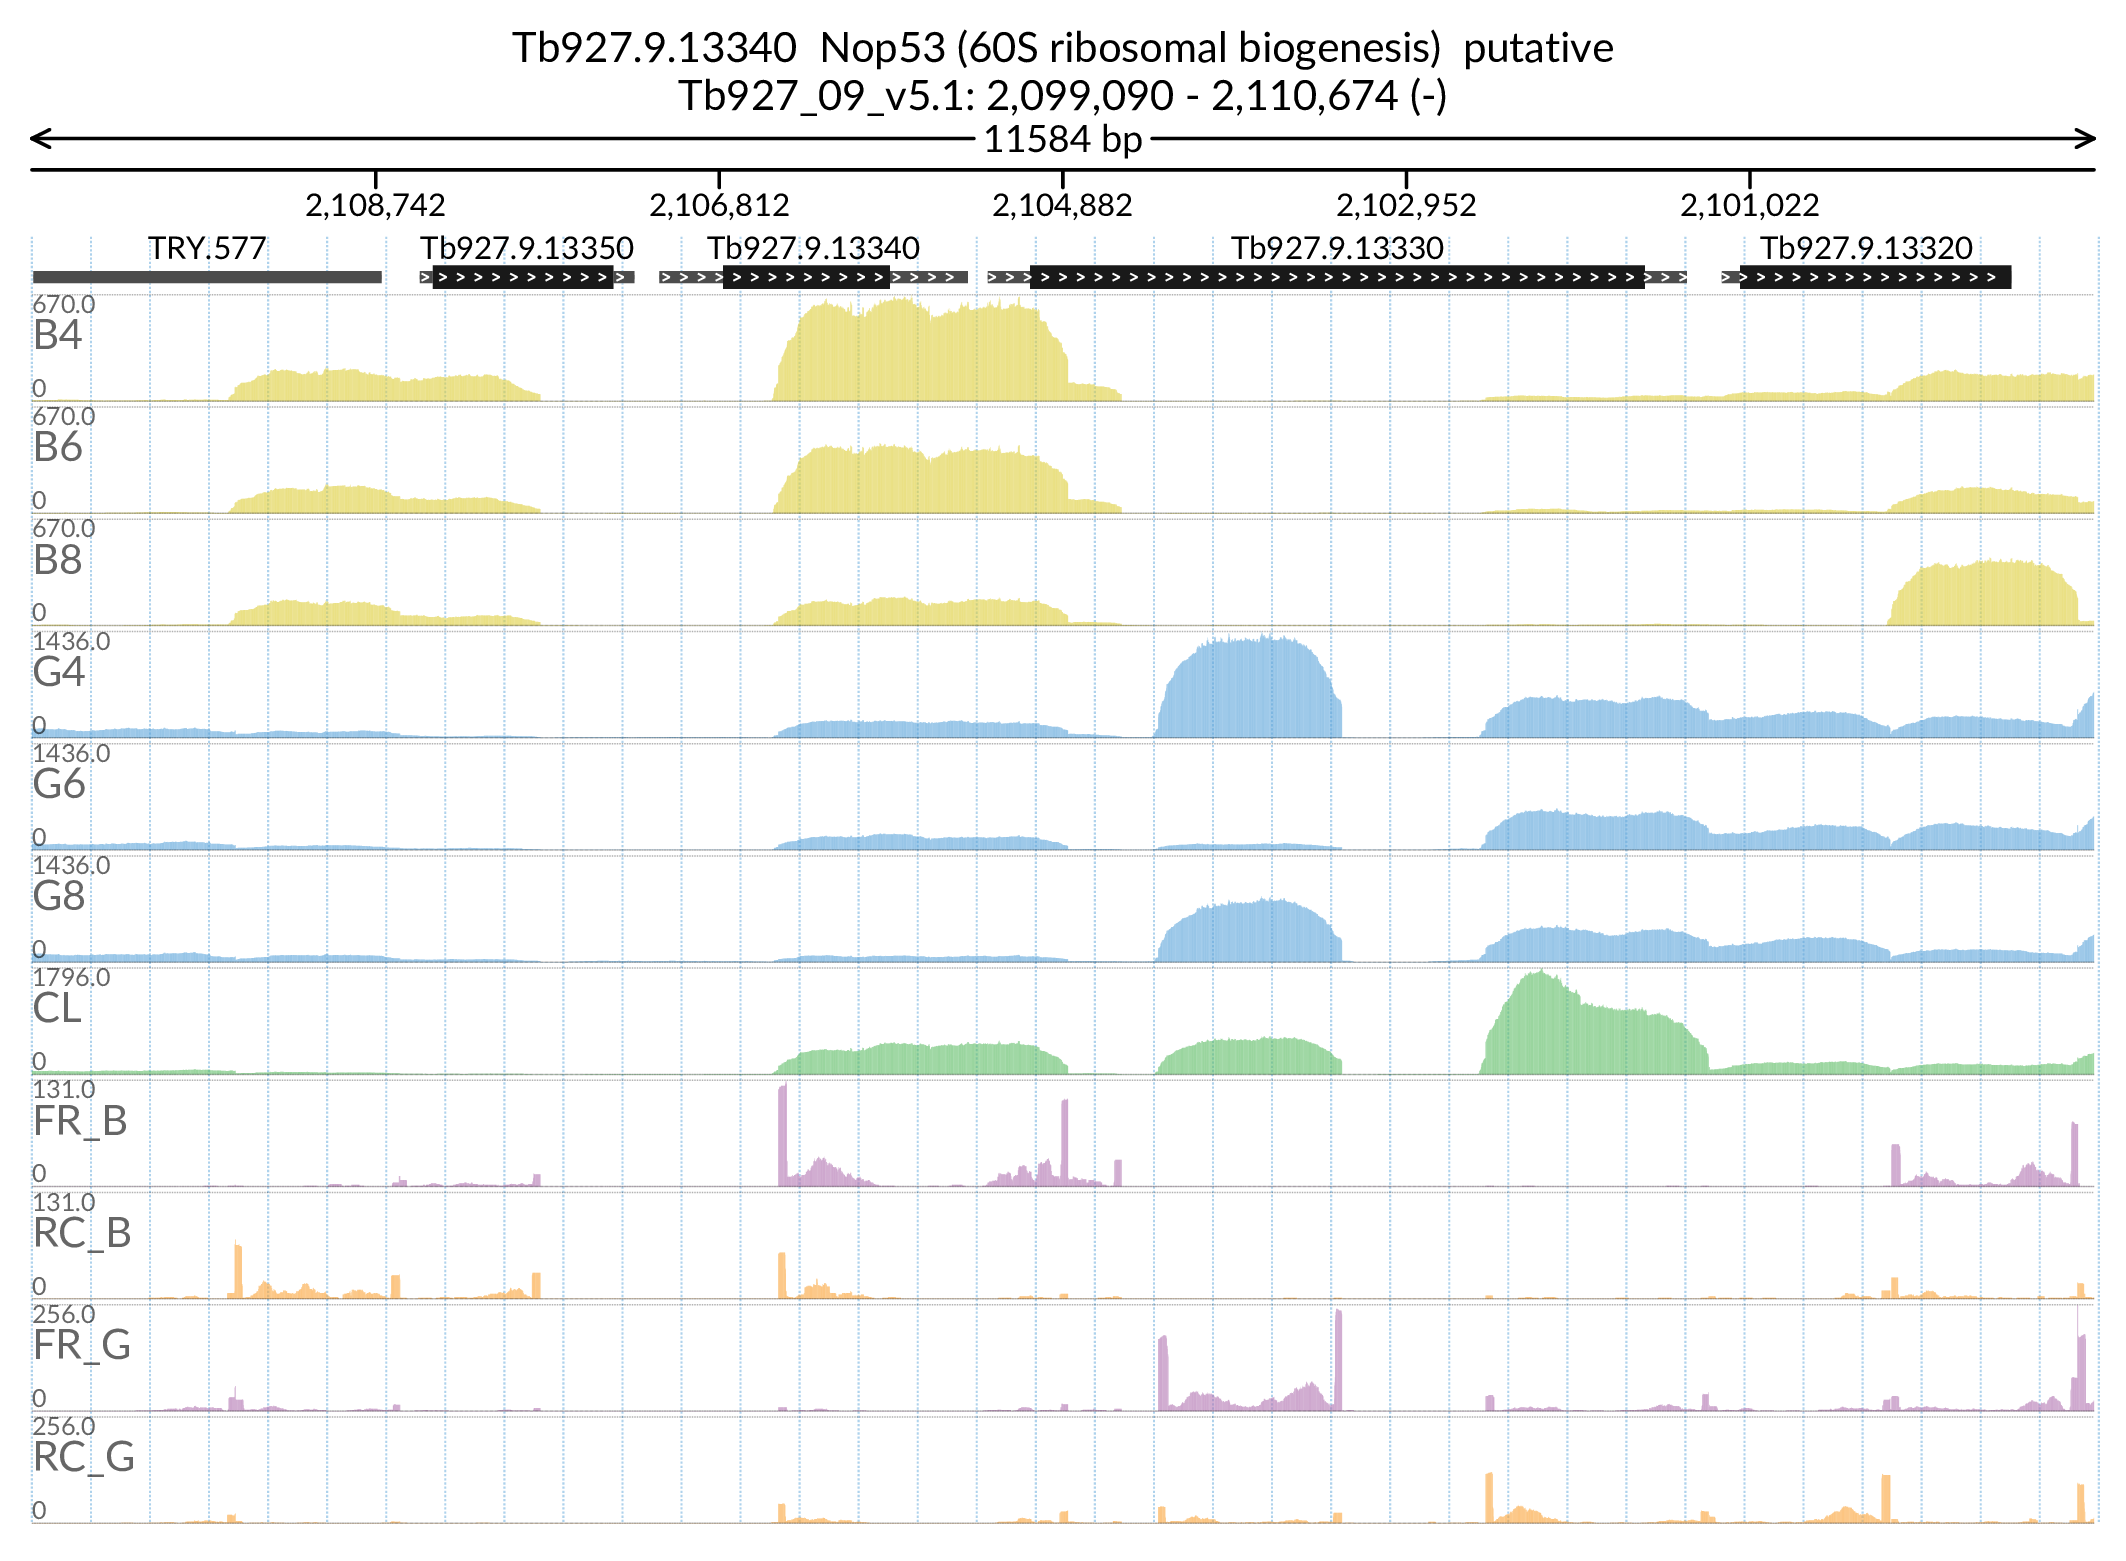 Tb927.9.13340  Nop53 (60S ribosomal biogenesis)  putative
Tb927_09_v5.1: 2,099,090 - 2,110,674 (-)
11584 bp
2,108,742 2,106,812 2,104,882 2,102,952 2,101,022
TRY.577 Tb927.9.13350 Tb927.9.13340 Tb927.9.13330 Tb927.9.13320
670.0
B4
0
670.0
B6
0
670.0
B8
0
1436.0
G4
0
1436.0
G6
0
1436.0
G8
0
1796.0
CL
0
131.0
FR_B
0
131.0
RC_B
0
256.0
FR_G
0
256.0
RC_G
0